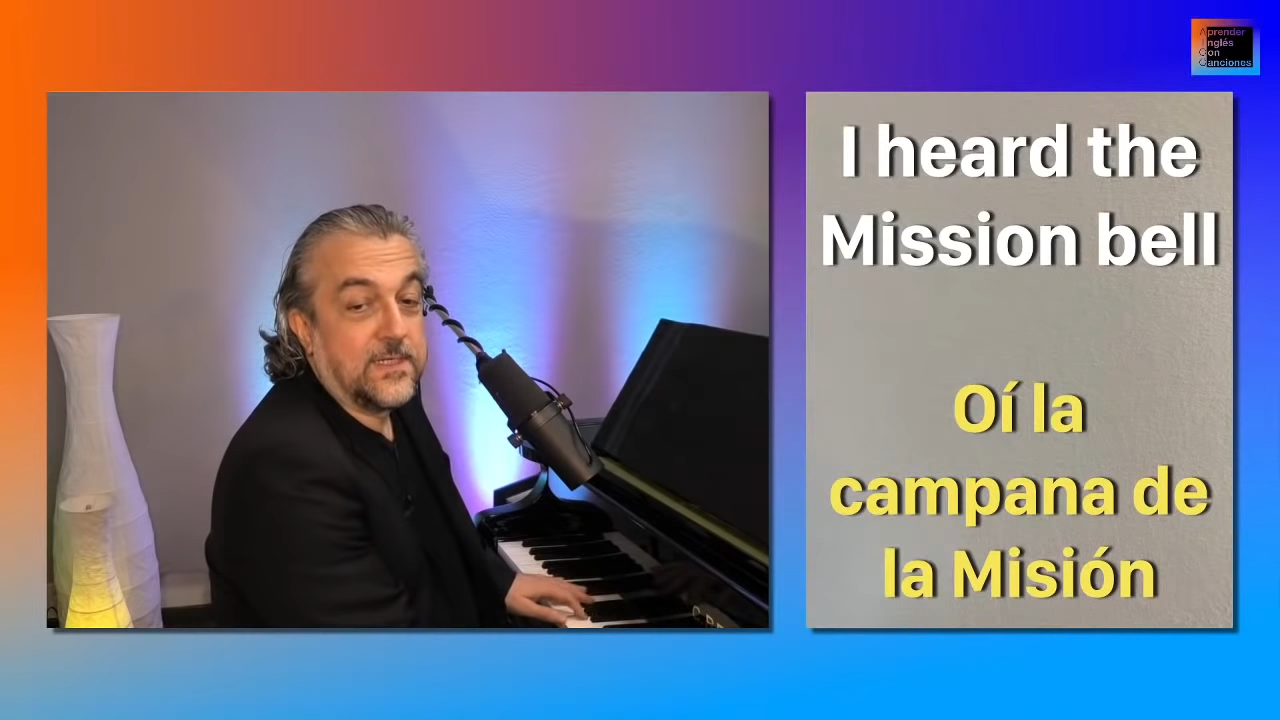 Aprender
Inglés
Con
Canciones
I heard the
Mission bell
Oí la
campana de
la Misión